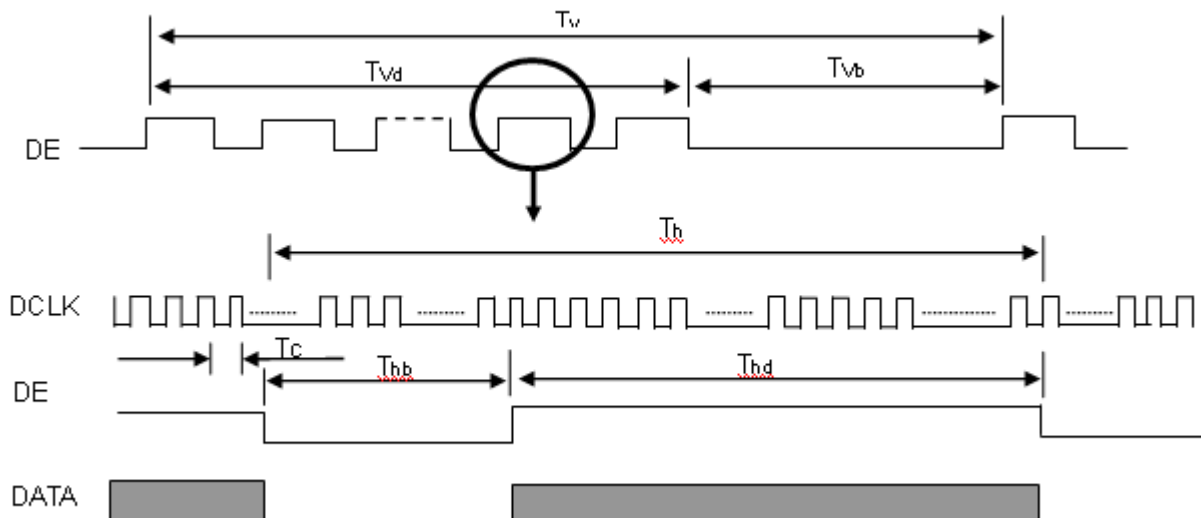 Tv
Tvd
Tvb
DE
Th
DCLK
Tc
Thb
Thd
DE
DATA